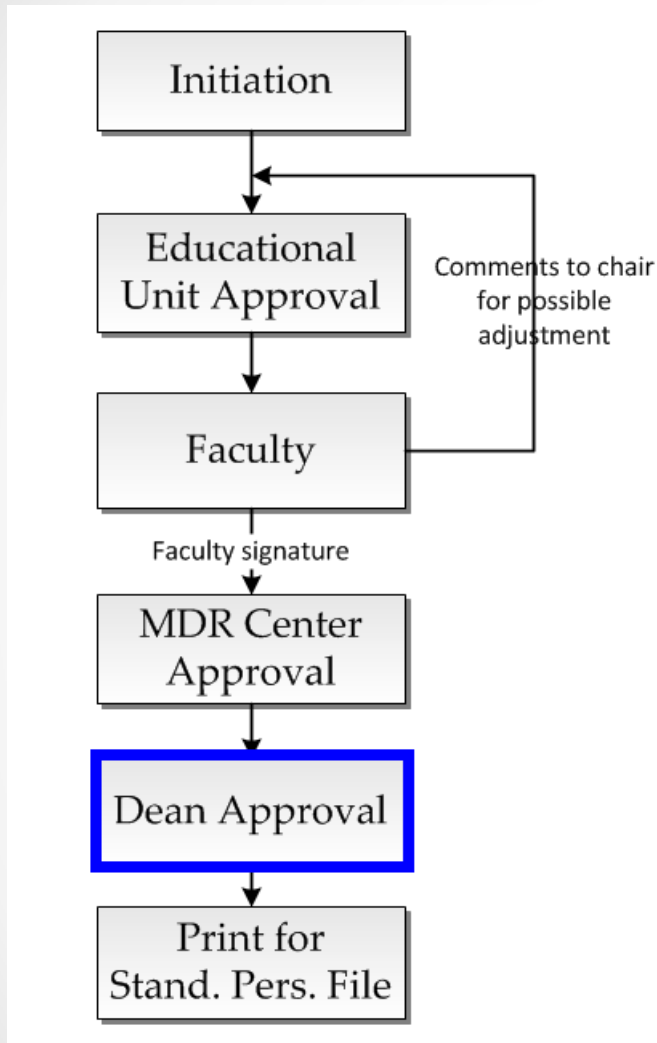 Initiation
Educational
Unit Approval
Comments to chair
for possible
adjustment
Faculty
Faculty signature
MDR Center
Approval
Dean Approval
Print for
Stand. Pers. File